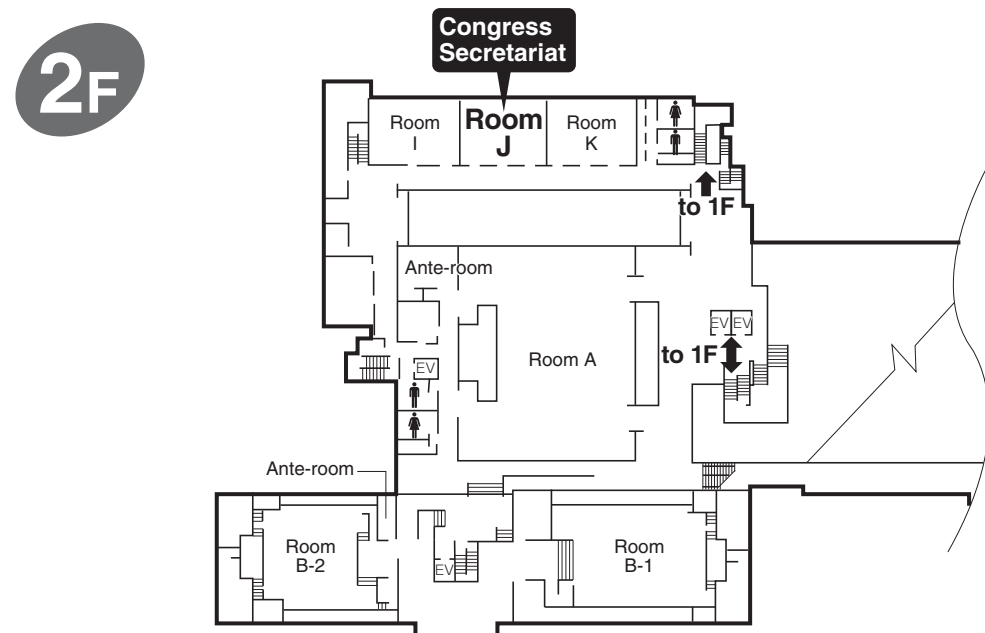 2F
Congress
Secretariat
Room
I
Room
J
Room
K
to 1F
Ante-room
EV EV
to 1F
Room A
EV
Ante-room
Room
B-2
EV
Room
B-1